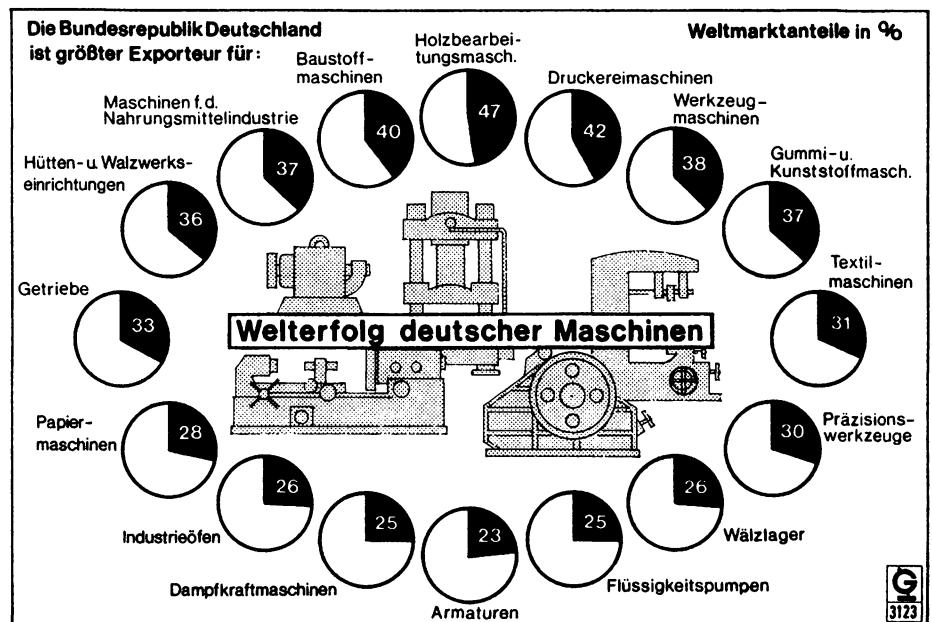 Die Bundesrepublik Deutschland
ist größter Exporteur für:
Weltmarktanteile in %
Holzbearbei-
tungsmasch.
47
Druckereimaschinen
42
Werkzeug-
maschinen
38
Gummi- u.
Kunststoffmasch.
37
Textil-
maschinen
31
Präzisions-
werkzeuge
30
Wälzlager
26
Flüssigkeitspumpen
25
Armaturen
23
Dampfkraftmaschinen
25
Industrieöfen
26
Papier-
maschinen
28
Getriebe
33
Hütten- u. Walzwerks-
einrichtungen
36
Maschinen f. d.
Nahrungsmittelindustrie
37
Baustoff-
maschinen
40
Welterfolg deutscher Maschinen
G
3123